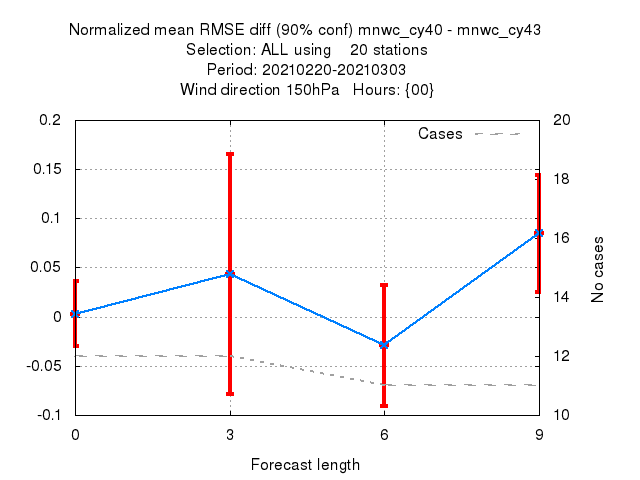 Normalized mean RMSE diff (90% conf) mnwc_cy40 - mnwc_cy43
Selection: ALL using    20 stations
Period: 20210220-20210303
Wind direction 150hPa   Hours: {00}
Cases
0.2
0.15
0.1
0.05
0
-0.05
-0.1
20
18
16
14
12
10
No cases
0 3 6 9
Forecast length